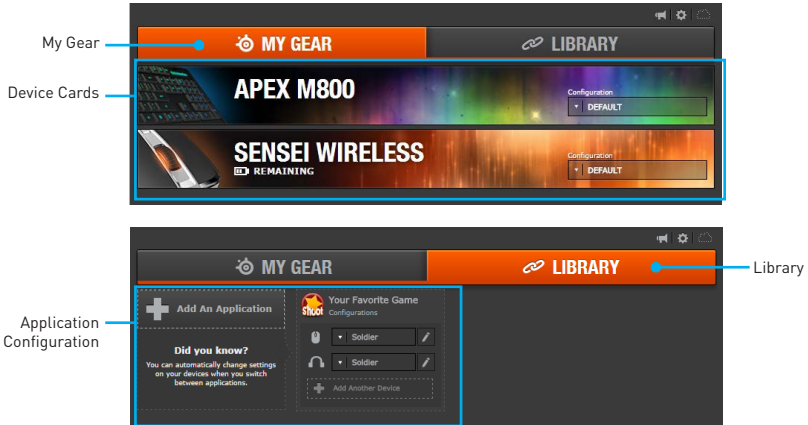 My Gear
MY GEAR
LIBRARY
Device Cards
APEX M800
Configuration
DEFAULT
SENSEI WIRELESS
REMAINING
Configuration
DEFAULT
MY GEAR
LIBRARY
Library
Application
Configuration
Add An Application
Did you know?
You can automatically change settings
on your devices when you switch
between applications.
Shoot
Your Favorite Game
Configurations
Soldier
Soldier
Add Another Device